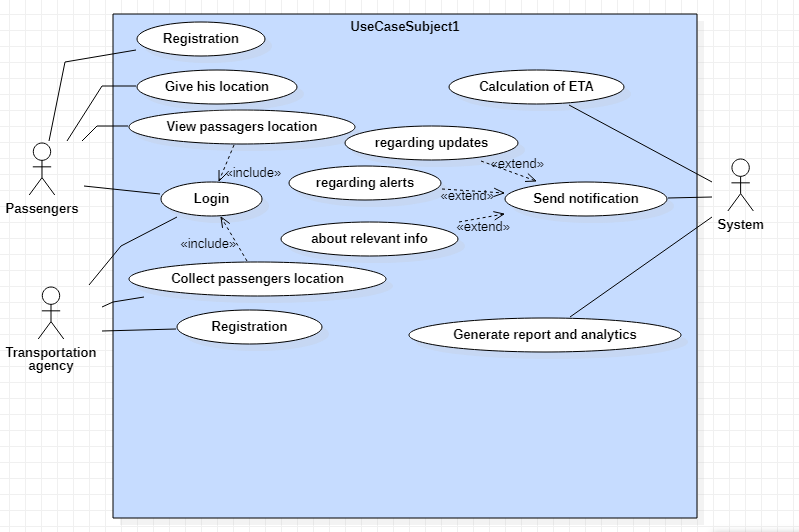 UseCaseSubject1
Registration
Give his location
Calculation of ETA
View passagers location
regarding updates
«extend»
«include»
regarding alerts
«extend»
Login
Send notification
Passengers
System
«extend»
about relevant info
«include»
Collect passengers location
Registration
Generate report and analytics
Transportation
agency